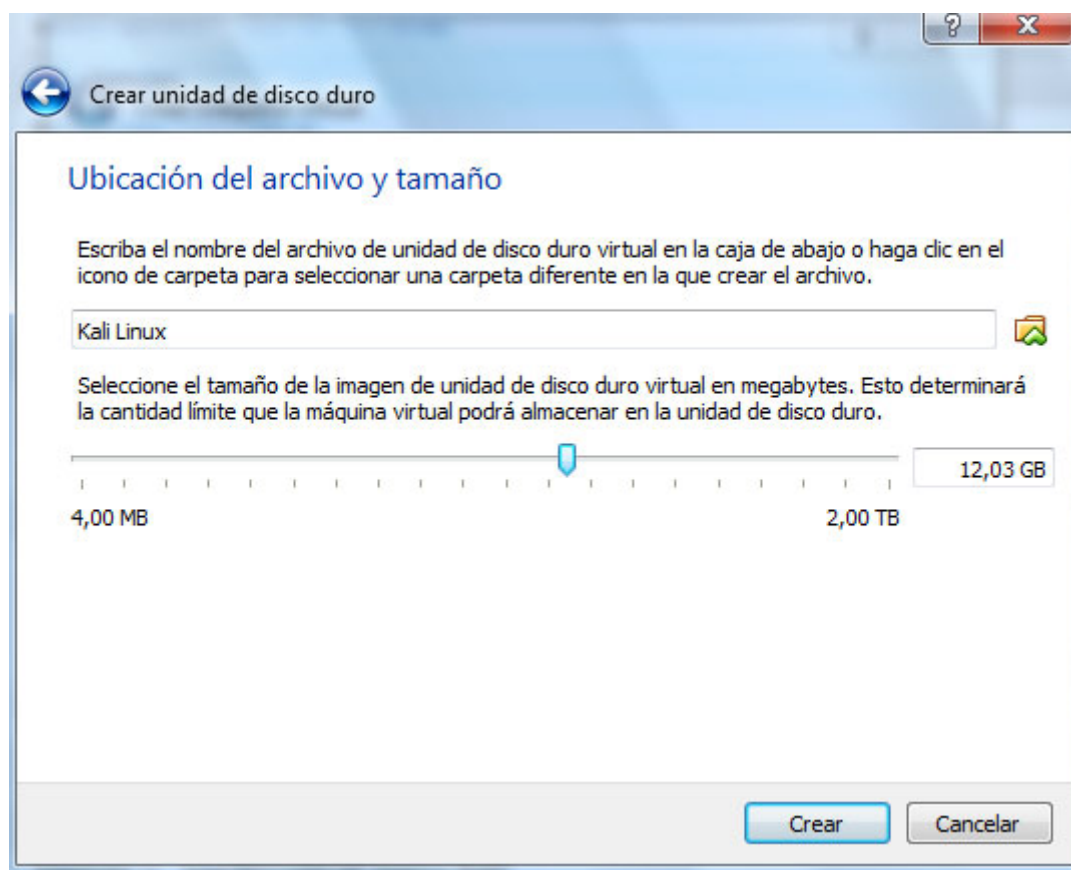 Crear unidad de disco duro
Ubicación del archivo y tamaño
Escriba el nombre del archivo de unidad de disco duro virtual en la caja de abajo o haga clic en el
icono de carpeta para seleccionar una carpeta diferente en la que crear el archivo.
Kali Linux
Seleccione el tamaño de la imagen de unidad de disco duro virtual en megabytes. Esto determinará
la cantidad límite que la máquina virtual podrá almacenar en la unidad de disco duro.
12,03 GB
4,00 MB
2,00 TB
Crear
Cancelar